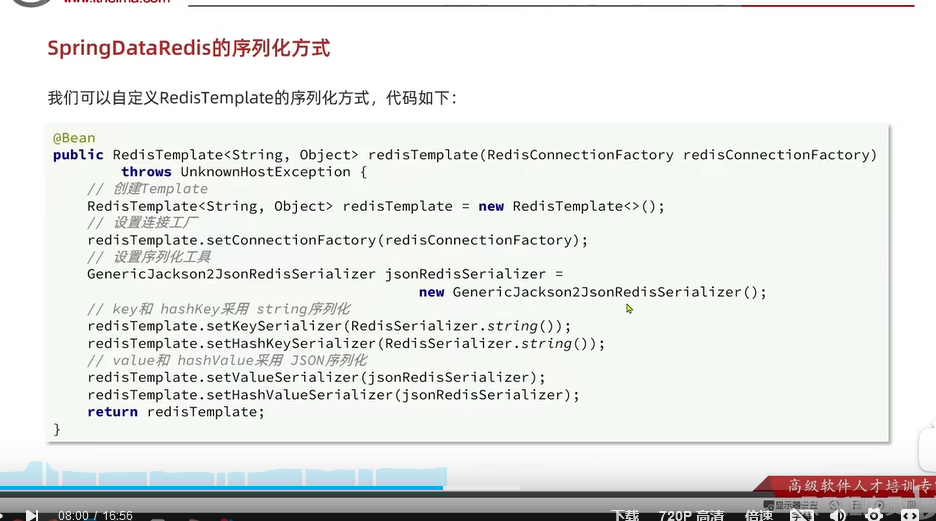 www.itheima.com
SpringDataRedis的序列化方式
我们可以自定义RedisTemplate的序列化方式，代码如下：
@Bean
public RedisTemplate<String, Object> redisTemplate(RedisConnectionFactory redisConnectionFactory)
throws UnknownHostException {
// 创建Template
RedisTemplate<String, Object> redisTemplate = new RedisTemplate<>();
// 设置连接工厂
redisTemplate.setConnectionFactory(redisConnectionFactory);
// 设置序列化工具
GenericJackson2JsonRedisSerializer jsonRedisSerializer =
new GenericJackson2JsonRedisSerializer();
// key和 hashKey采用 string序列化
redisTemplate.setKeySerializer(RedisSerializer.string());
redisTemplate.setHashKeySerializer(RedisSerializer.string());
// value和 hashValue采用 JSON序列化
redisTemplate.setValueSerializer(jsonRedisSerializer);
redisTemplate.setHashValueSerializer(jsonRedisSerializer);
return redisTemplate;
}
高级软件人才培训专
08:00 / 16:56
下载 720P 高清 倍速 字幕